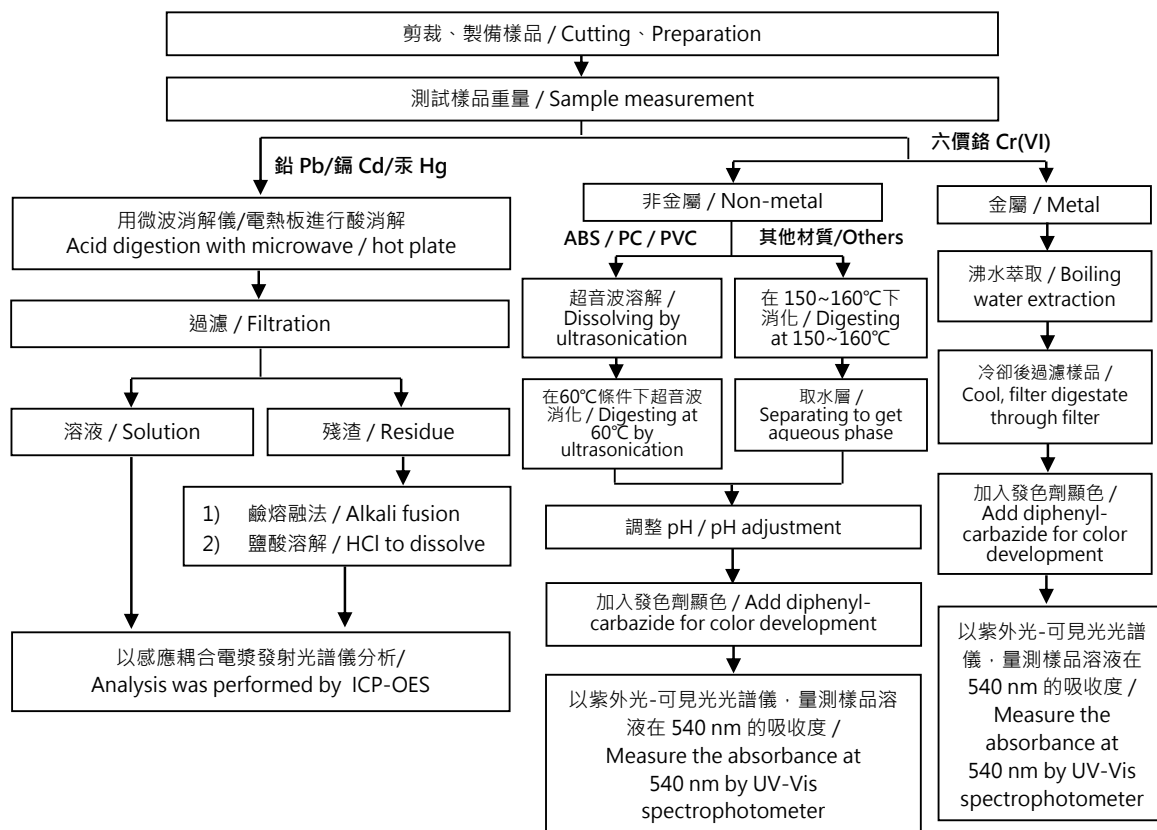 剪裁、製備樣品 / Cutting、Preparation
測試樣品重量 / Sample measurement
鉛 Pb/鎘 Cd/汞 Hg
六價鉻 Cr(VI)
用微波消解儀/電熱板進行酸消解
Acid digestion with microwave / hot plate
過濾 / Filtration
溶液 / Solution
殘渣 / Residue
1) 鹼熔融法 / Alkali fusion
2) 鹽酸溶解 / HCl to dissolve
以感應耦合電漿發射光譜儀分析/
Analysis was performed by ICP-OES
非金屬 / Non-metal
ABS / PC / PVC
其他材質/Others
超音波溶解 /
Dissolving by
ultrasonication
在60℃條件下超音波
消化 / Digesting at
60℃ by
ultrasonication
在 150~160℃下
消化 / Digesting
at 150~160℃
取水層 /
Separating to get
aqueous phase
調整 pH / pH adjustment
加入發色劑顯色 / Add diphenyl-
carbazide for color development
以紫外光-可見光光譜儀，量測樣品溶
液在 540 nm 的吸收度 /
Measure the absorbance at
540 nm by UV-Vis
spectrophotometer
金屬 / Metal
沸水萃取 / Boiling
water extraction
冷卻後過濾樣品 /
Cool, filter digestate
through filter
加入發色劑顯色 /
Add diphenyl-
carbazide for color
development
以紫外光-可見光光譜
儀，量測樣品溶液在
540 nm 的吸收度 /
Measure the
absorbance at
540 nm by UV-Vis
spectrophotometer